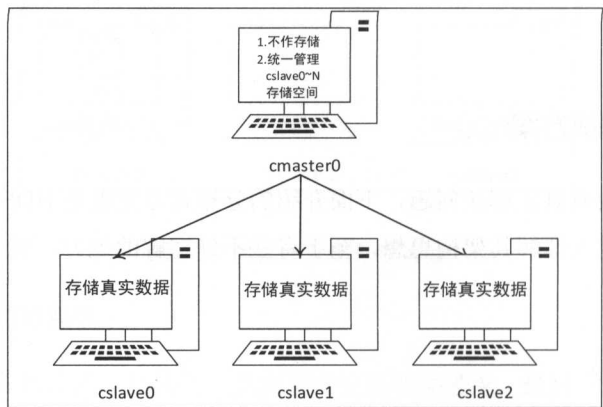 1.不作存储
2.统一管理
cslave0~N
存储空间
cmaster0
存储真实数据
存储真实数据
存储真实数据
cslave0
cslave1
cslave2